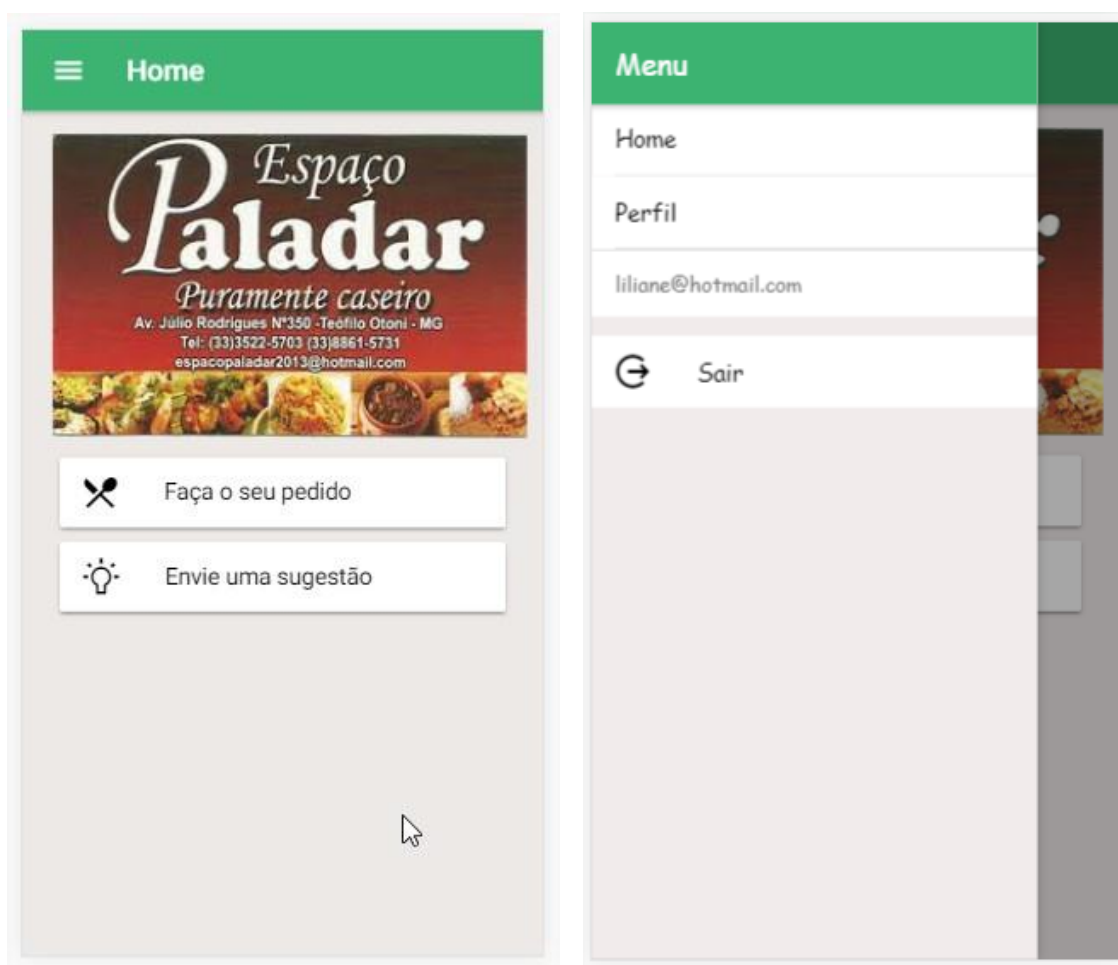 Home
Espaço
Paladar
Puramente caseiro
Av. Júlio Rodrigues N°350 -Teófilo Otoni - MG
Tel: (33)3522-5703 (33)8861-5731
espacopaladar2013@hotmail.com
Faça o seu pedido
Envie uma sugestão
Menu
Home
Perfil
liliane@hotmail.com
Sair